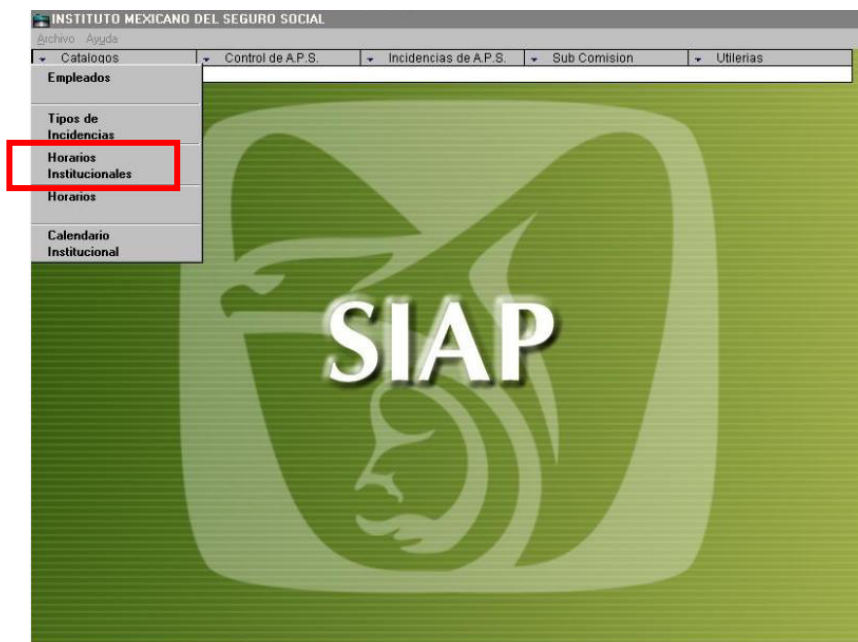 INSTITUTO MEXICANO DEL SEGURO SOCIAL
Archivo Ayuda
Catalogos Control de A.P.S. Incidencias de A.P.S. Sub Comision Utilerias
Empleados
Tipos de
Incidencias
Horarios
Institucionales
Horarios
Calendario
Institucional
SIAP